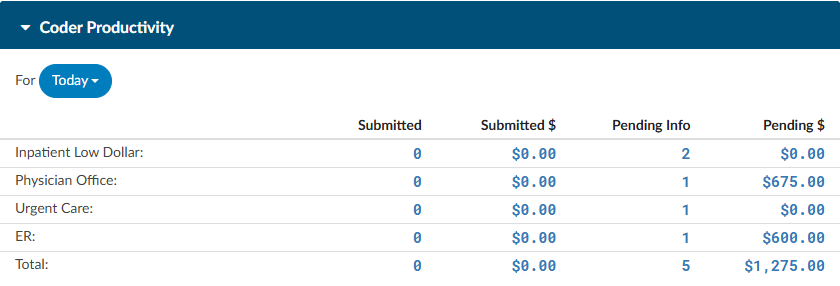 Coder Productivity
For Today
Submitted Submitted $ Pending Info Pending $
Inpatient Low Dollar: 0 $0.00 2 $0.00
Physician Office: 0 $0.00 1 $675.00
Urgent Care: 0 $0.00 1 $0.00
ER: 0 $0.00 1 $600.00
Total: 0 $0.00 5 $1,275.00